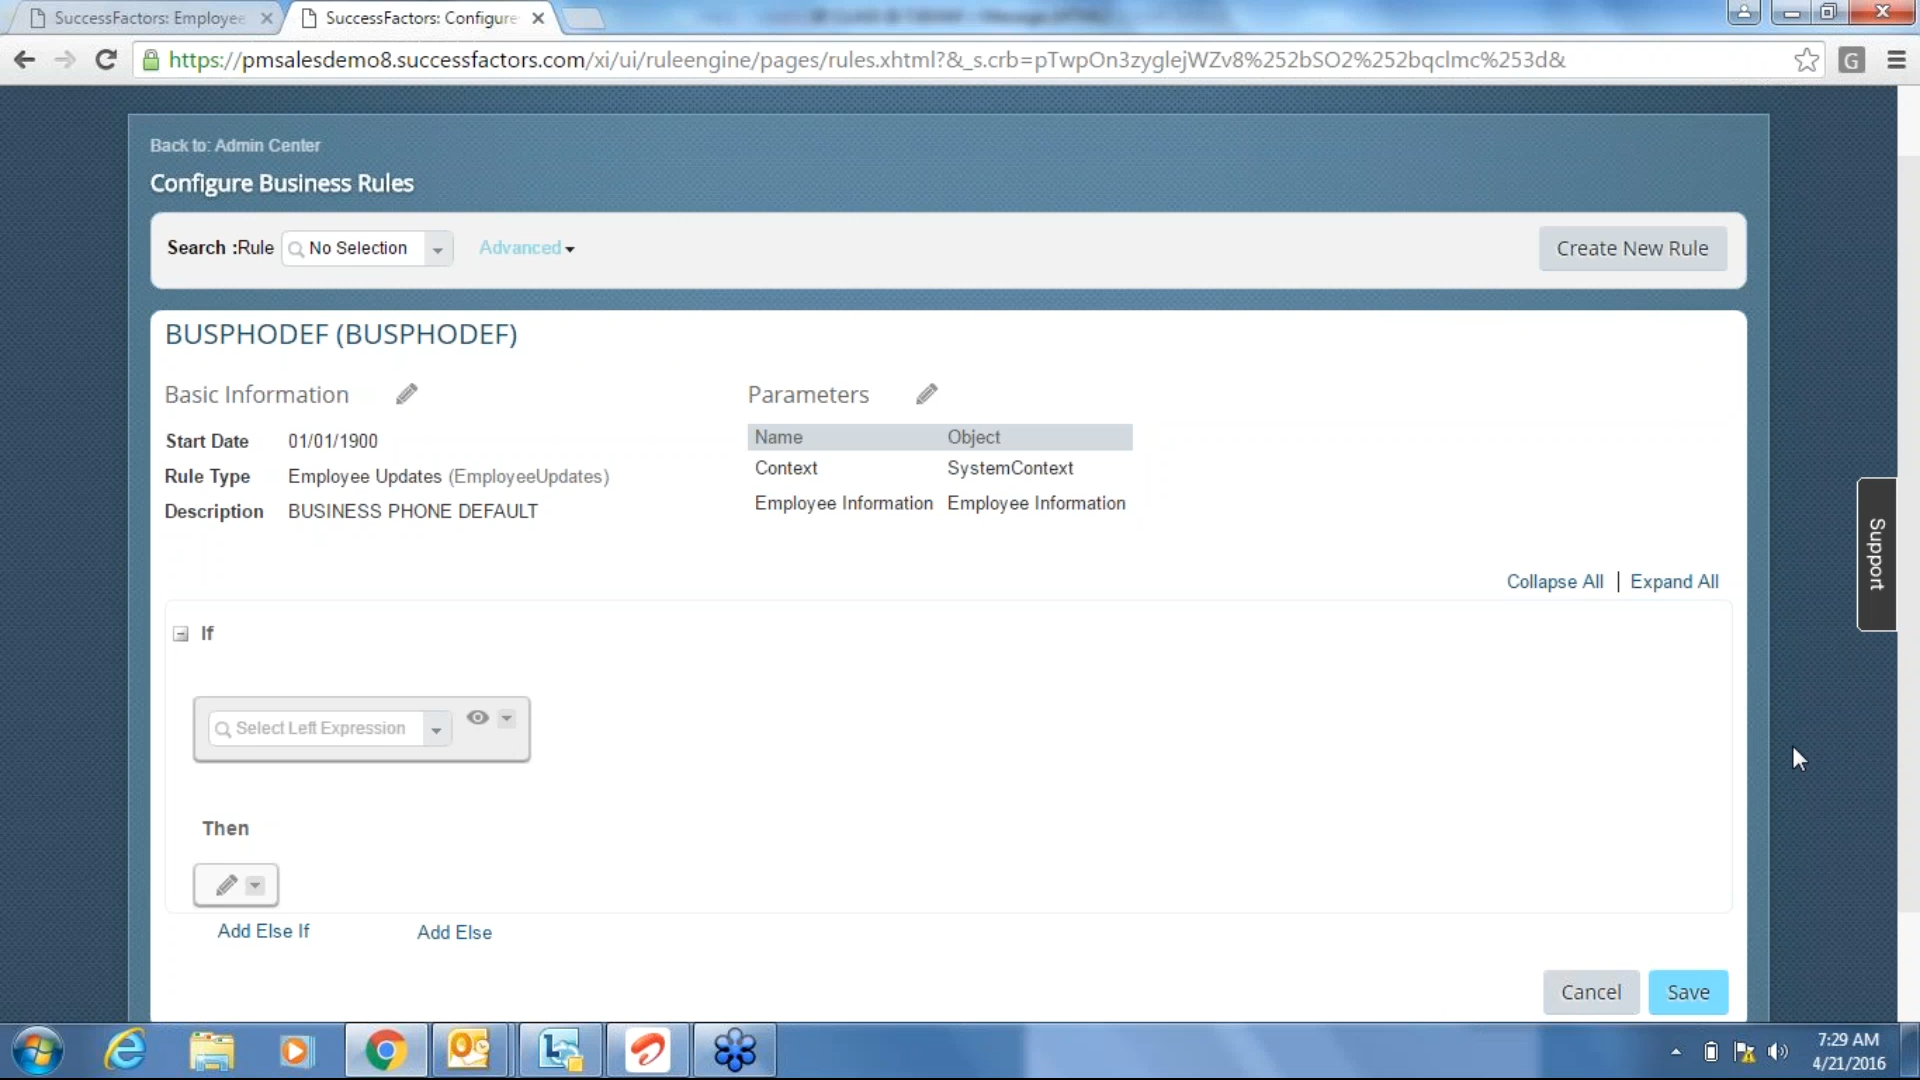 SuccessFactors: Employee
SuccessFactors: Configure
https://pmsalesdemo8.successfactors.com/xi/ui/ruleengine/pages/rules.xhtml?&_s.crb=pTwpOn3zyglejWZv8%252bSO2%252bqclmc%253d&
G
Back to: Admin Center
Configure Business Rules
Search :Rule No Selection Advanced
Create New Rule
BUSPHODEF (BUSPHODEF)
Basic Information
Parameters
Name Object
Start Date 01/01/1900
Context SystemContext
Rule Type Employee Updates (EmployeeUpdates)
Employee Information Employee Information
Description BUSINESS PHONE DEFAULT
Support
Collapse All | Expand All
If
Select Left Expression
Then
Add Else If Add Else
Cancel Save
7:29 AM
4/21/2016